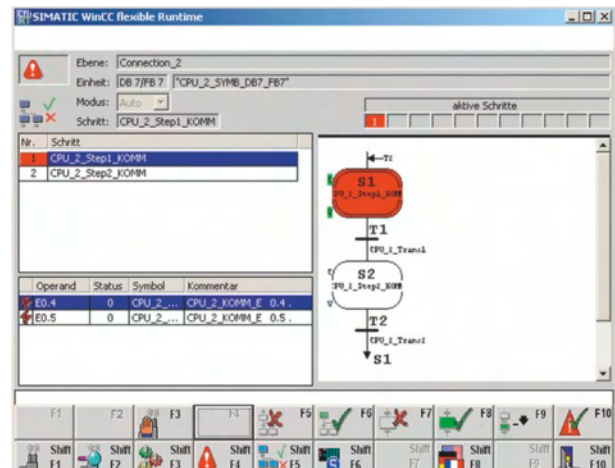 SIMATIC WinCC flexible Runtime
Ebene: Connection_2
Einheit: DB 7/FB 7 "CPU_2_SYMB_DB7_FB7"
Modus: Auto
aktive Schritte
Schritt: CPU_2_Step1_KOMM
1
Nr. Schritt
1 CPU_2_Step1_KOMM
2 CPU_2_Step2_KOMM
T2
S1
T1
CPU_2_Trans1
S2
T2
S1
Operand Status Symbol Kommentar
E0.4 0 CPU_2_... CPU_2_KOMM_E 0.4 .
E0.5 0 CPU_2_... CPU_2_KOMM_E 0.5 .
F1 F2 F3 F4 F5 F6 F7 F8 F9 F10
Shift F1 Shift F2 Shift F3 Shift F4 Shift F5 Shift F6 Shift F7 Shift F8 Shift Shift